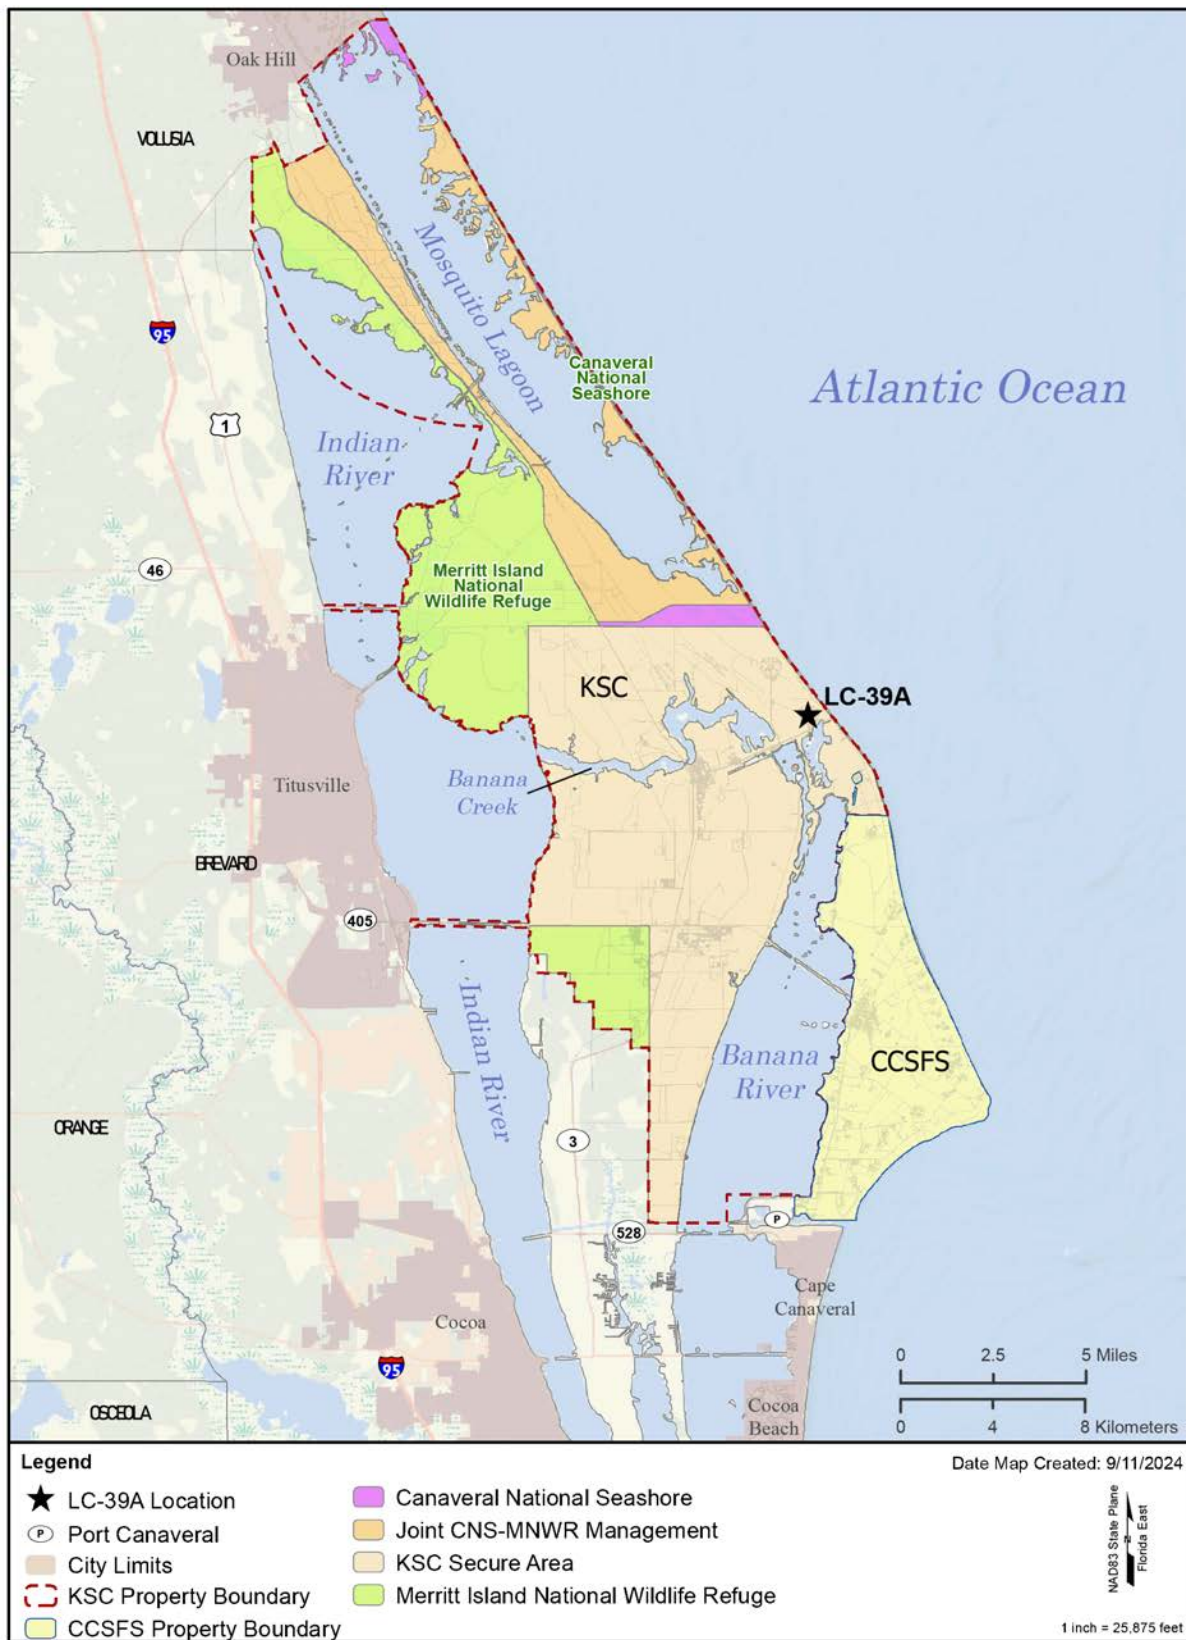 Oak Hill
VOLUSIA
Mosquito Lagoon
Canaveral
National
Seashore
Atlantic Ocean
95
1
Indian
River
46
Merritt Island
National
Wildlife Refuge
KSC
LC-39A
Titusville
Banana
Creek
BREVARD
405
Indian River
Banana
River
CCSFS
ORANGE
3
P
528
Cape
Canaveral
Cocoa
95
0 2.5 5 Miles
0 4 8 Kilometers
OSCEOLA
Cocoa
Beach
Legend
Date Map Created: 9/11/2024
LC-39A Location
P Port Canaveral
City Limits
KSC Property Boundary
CCSFS Property Boundary
Canaveral National Seashore
Joint CNS-MNWR Management
KSC Secure Area
Merritt Island National Wildlife Refuge
NAD83 State Plane
Florida East
N
1 inch = 25,875 feet